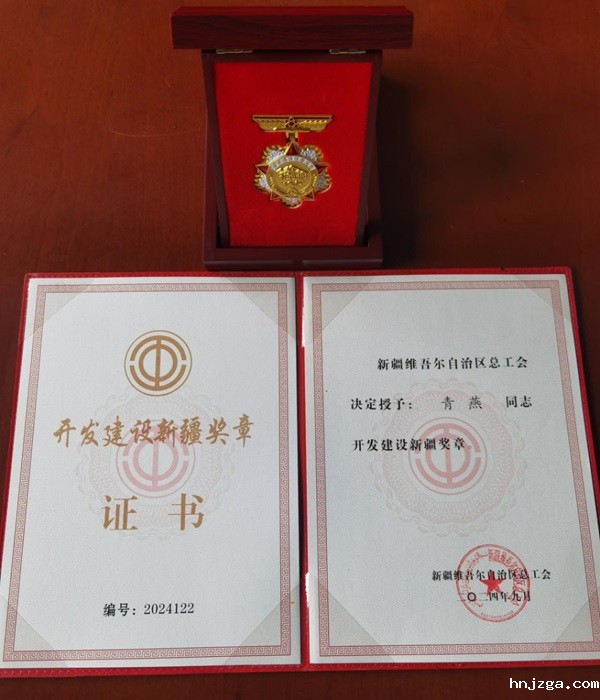 开发建设新疆奖章
证书
编号：2024122
新疆维吾尔自治区总工会
决定授予： 青燕 同志
开发建设新疆奖章。
新疆维吾尔自治区总工会
二〇二四年九月
hnjzga.com